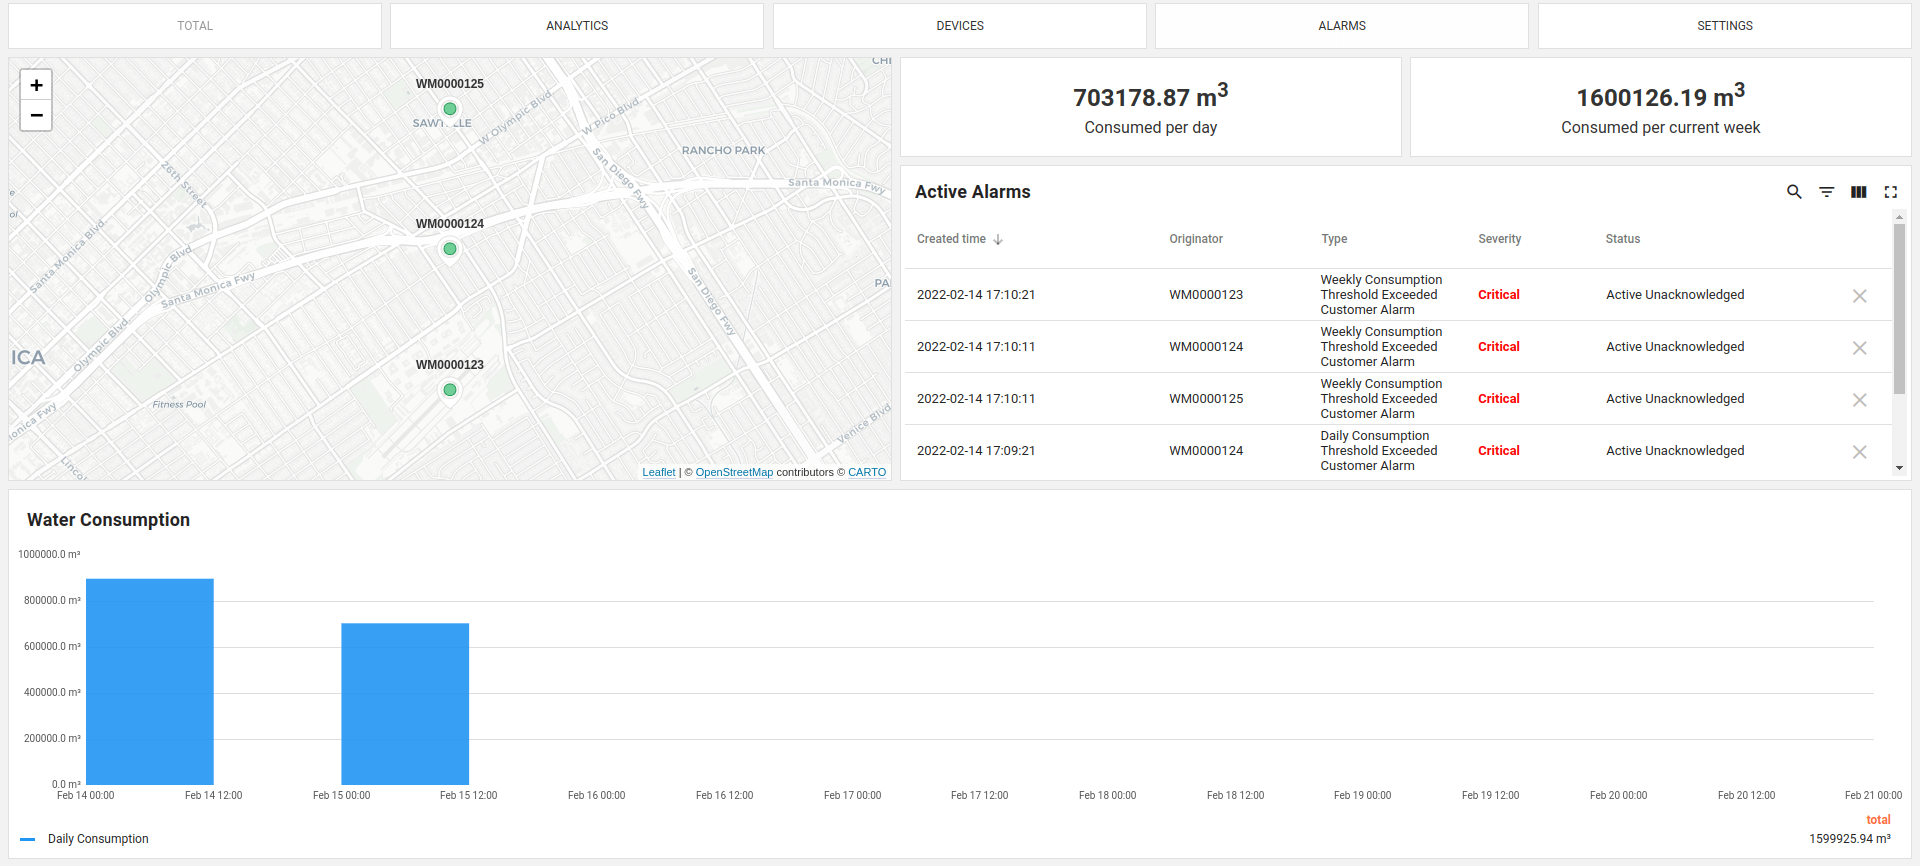 TOTAL
ANALYTICS
DEVICES
ALARMS
SETTINGS
+
−
CHI
WM0000125
W Olympic Blvd
W Pico Blvd
RANCHO PARK
26th Street
San Diego Fwy
Santa Monica Fwy
Santa Monica Blvd
WM0000124
Olympic Blvd
Santa Monica Fwy
San Diego Fwy
PA
Olympic Blvd
ICA
WM0000123
Fitness Pool
onica Fwy
Venice Blvd
Lincol
Leaflet | © OpenStreetMap contributors © CARTO
703178.87 m³
Consumed per day
1600126.19 m³
Consumed per current week
Active Alarms
Created time ↓ Originator Type Severity Status
2022-02-14 17:10:21 WM0000123 Weekly Consumption Critical Active Unacknowledged
Threshold Exceeded
Customer Alarm
2022-02-14 17:10:11 WM0000124 Weekly Consumption Critical Active Unacknowledged
Threshold Exceeded
Customer Alarm
2022-02-14 17:10:11 WM0000125 Weekly Consumption Critical Active Unacknowledged
Threshold Exceeded
Customer Alarm
2022-02-14 17:09:21 WM0000124 Daily Consumption Critical Active Unacknowledged
Threshold Exceeded
Customer Alarm
Water Consumption
1000000.0 m³
800000.0 m³
600000.0 m³
400000.0 m³
200000.0 m³
0.0 m³
Feb 14 00:00 Feb 14 12:00 Feb 15 00:00 Feb 15 12:00 Feb 16 00:00 Feb 16 12:00 Feb 17 00:00 Feb 17 12:00 Feb 18 00:00 Feb 18 12:00 Feb 19 00:00 Feb 19 12:00 Feb 20 00:00 Feb 20 12:00 Feb 21 00:00
total
Daily Consumption 1599925.94 m³